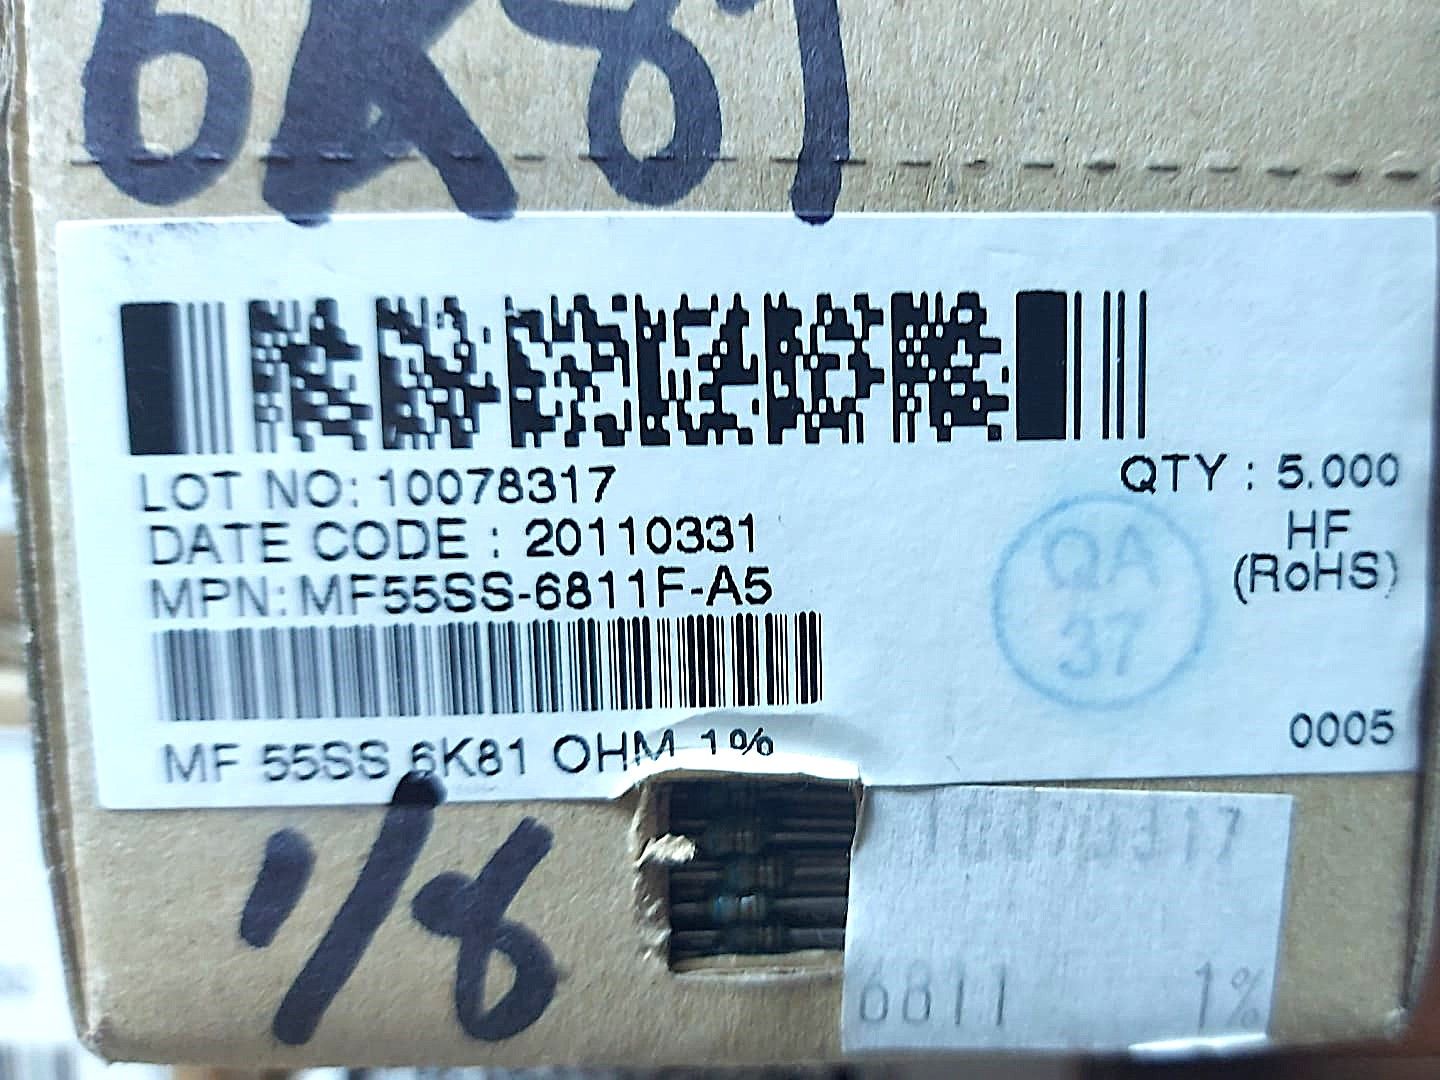 6K81
LOT NO: 10078317
QTY : 5.000
DATE CODE : 20110331
HF
(RoHS)
MPN: MF55SS-6811F-A5
QA
37
0005
MF 55SS 6K81 OHM 1%
1/8
10078317
6811 1%